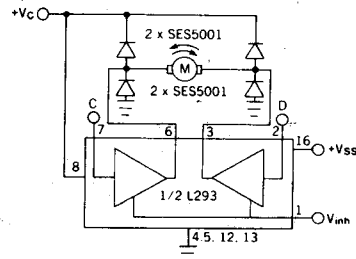 +VC
2 x SES5001
M
2 x SES5001
C
D
7
6
3
2
16
+VSS
8
1/2 L293
1
Vinh
4.5, 12, 13